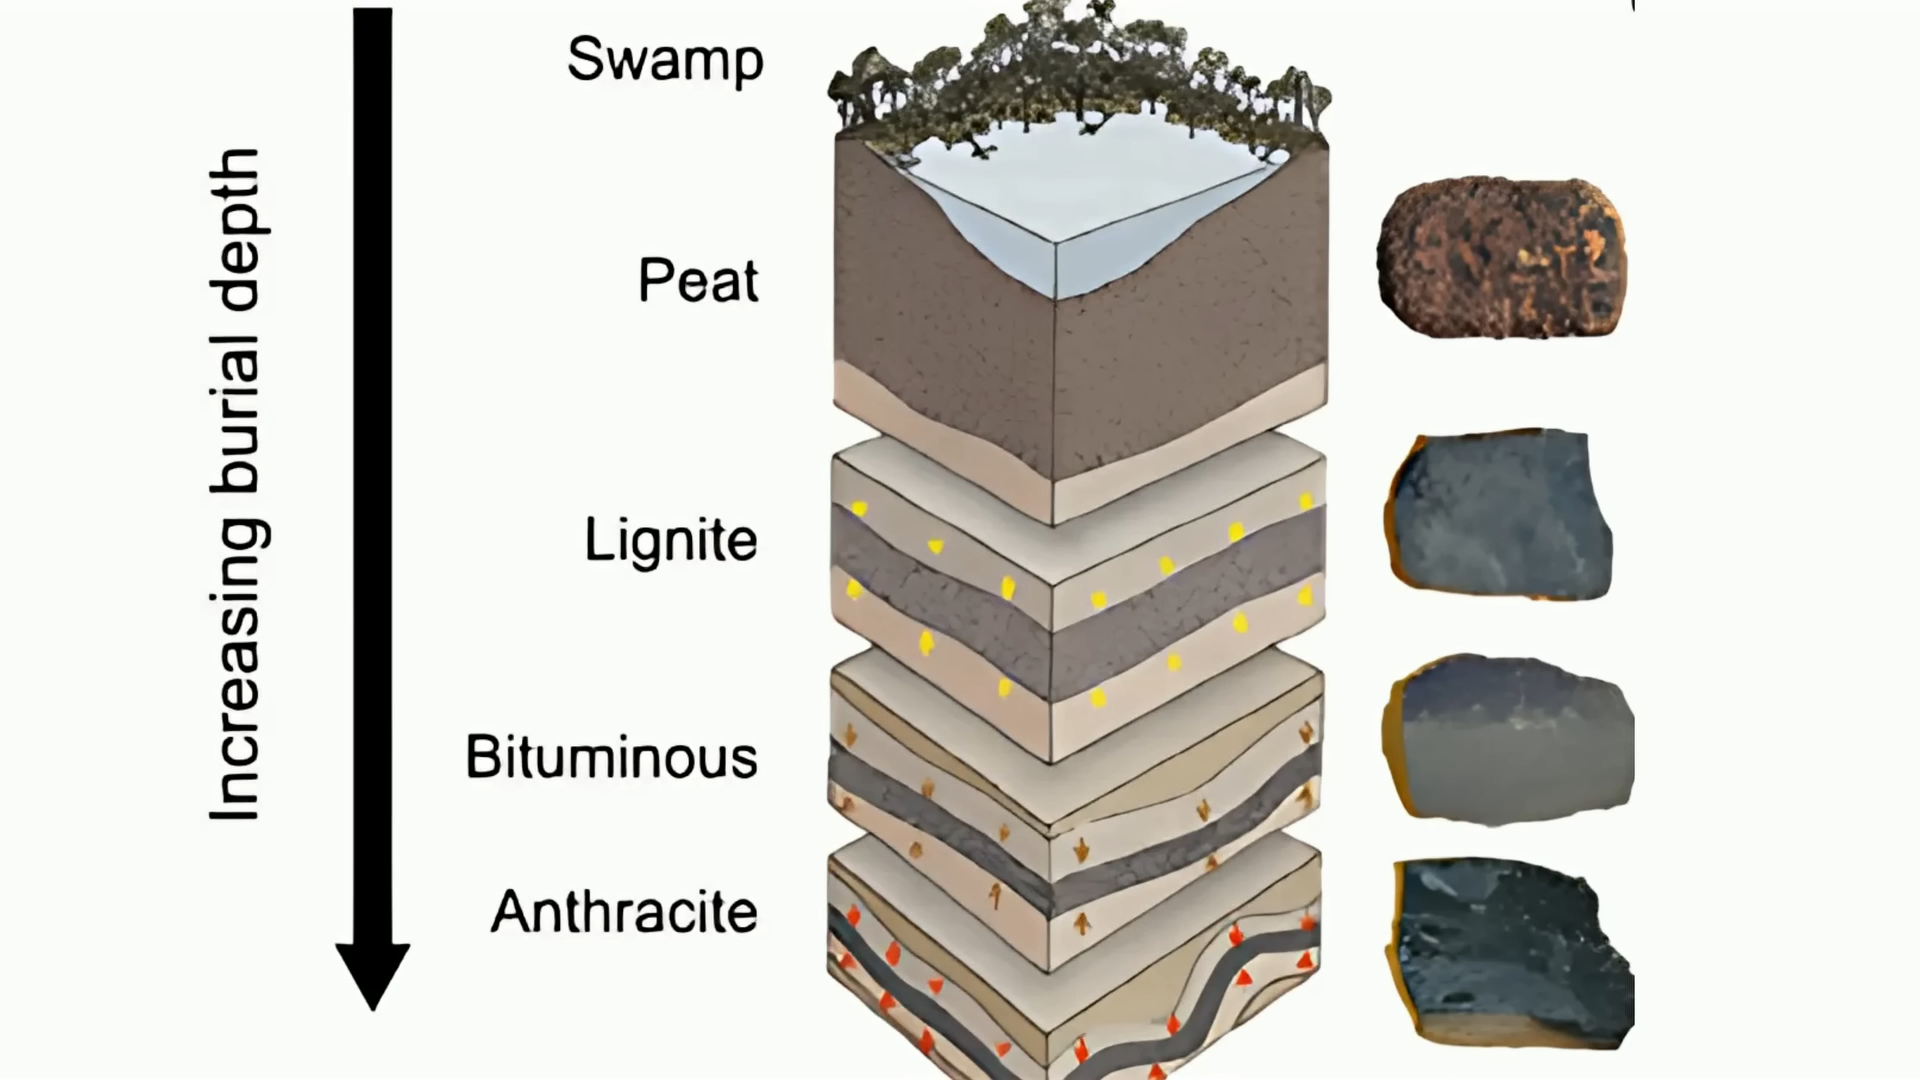 Increasing burial depth
Swamp
Peat
Lignite
Bituminous
Anthracite